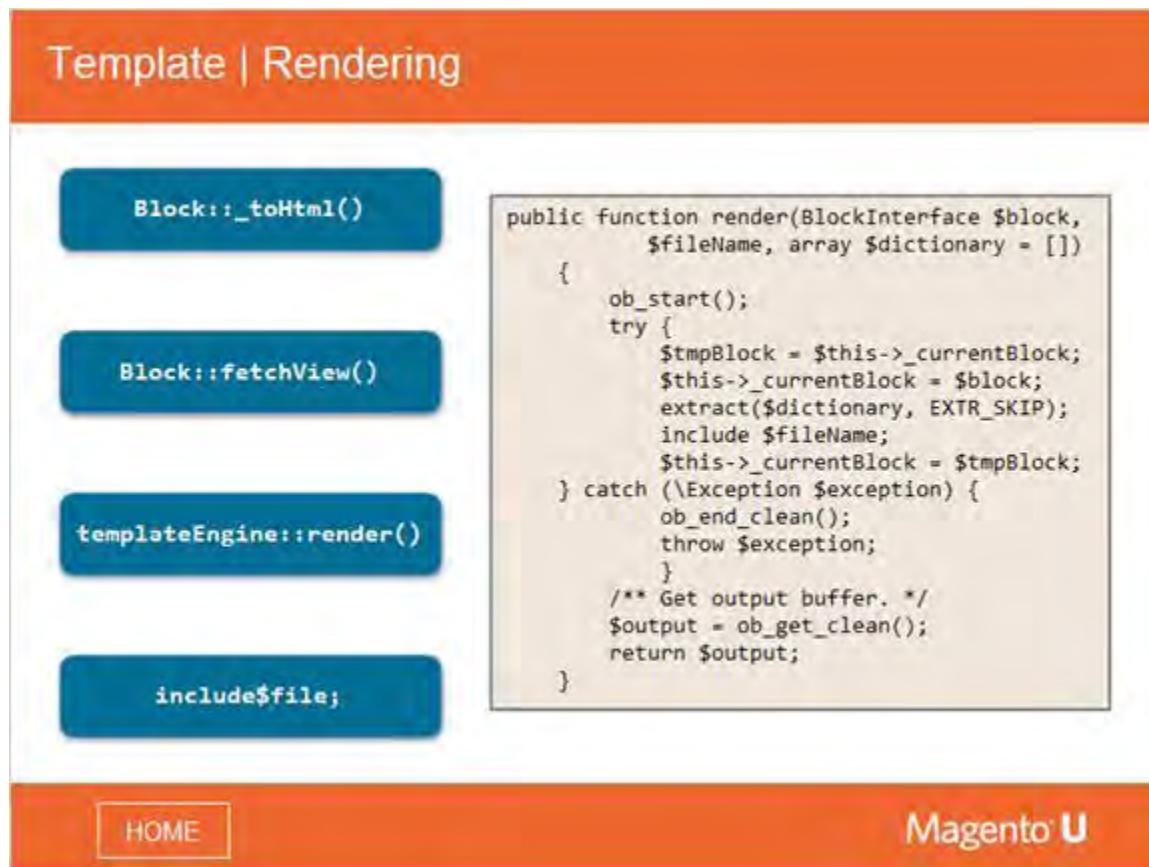 Template | Rendering
Block::_toHtml()
Block::fetchView()
templateEngine::render()
include$file;
public function render(BlockInterface $block,
$fileName, array $dictionary = [])
{
ob_start();
try {
$tmpBlock = $this->_currentBlock;
$this->_currentBlock = $block;
extract($dictionary, EXTR_SKIP);
include $fileName;
$this->_currentBlock = $tmpBlock;
} catch (\Exception $exception) {
ob_end_clean();
throw $exception;
}
/** Get output buffer. */
$output = ob_get_clean();
return $output;
}
HOME
Magento U